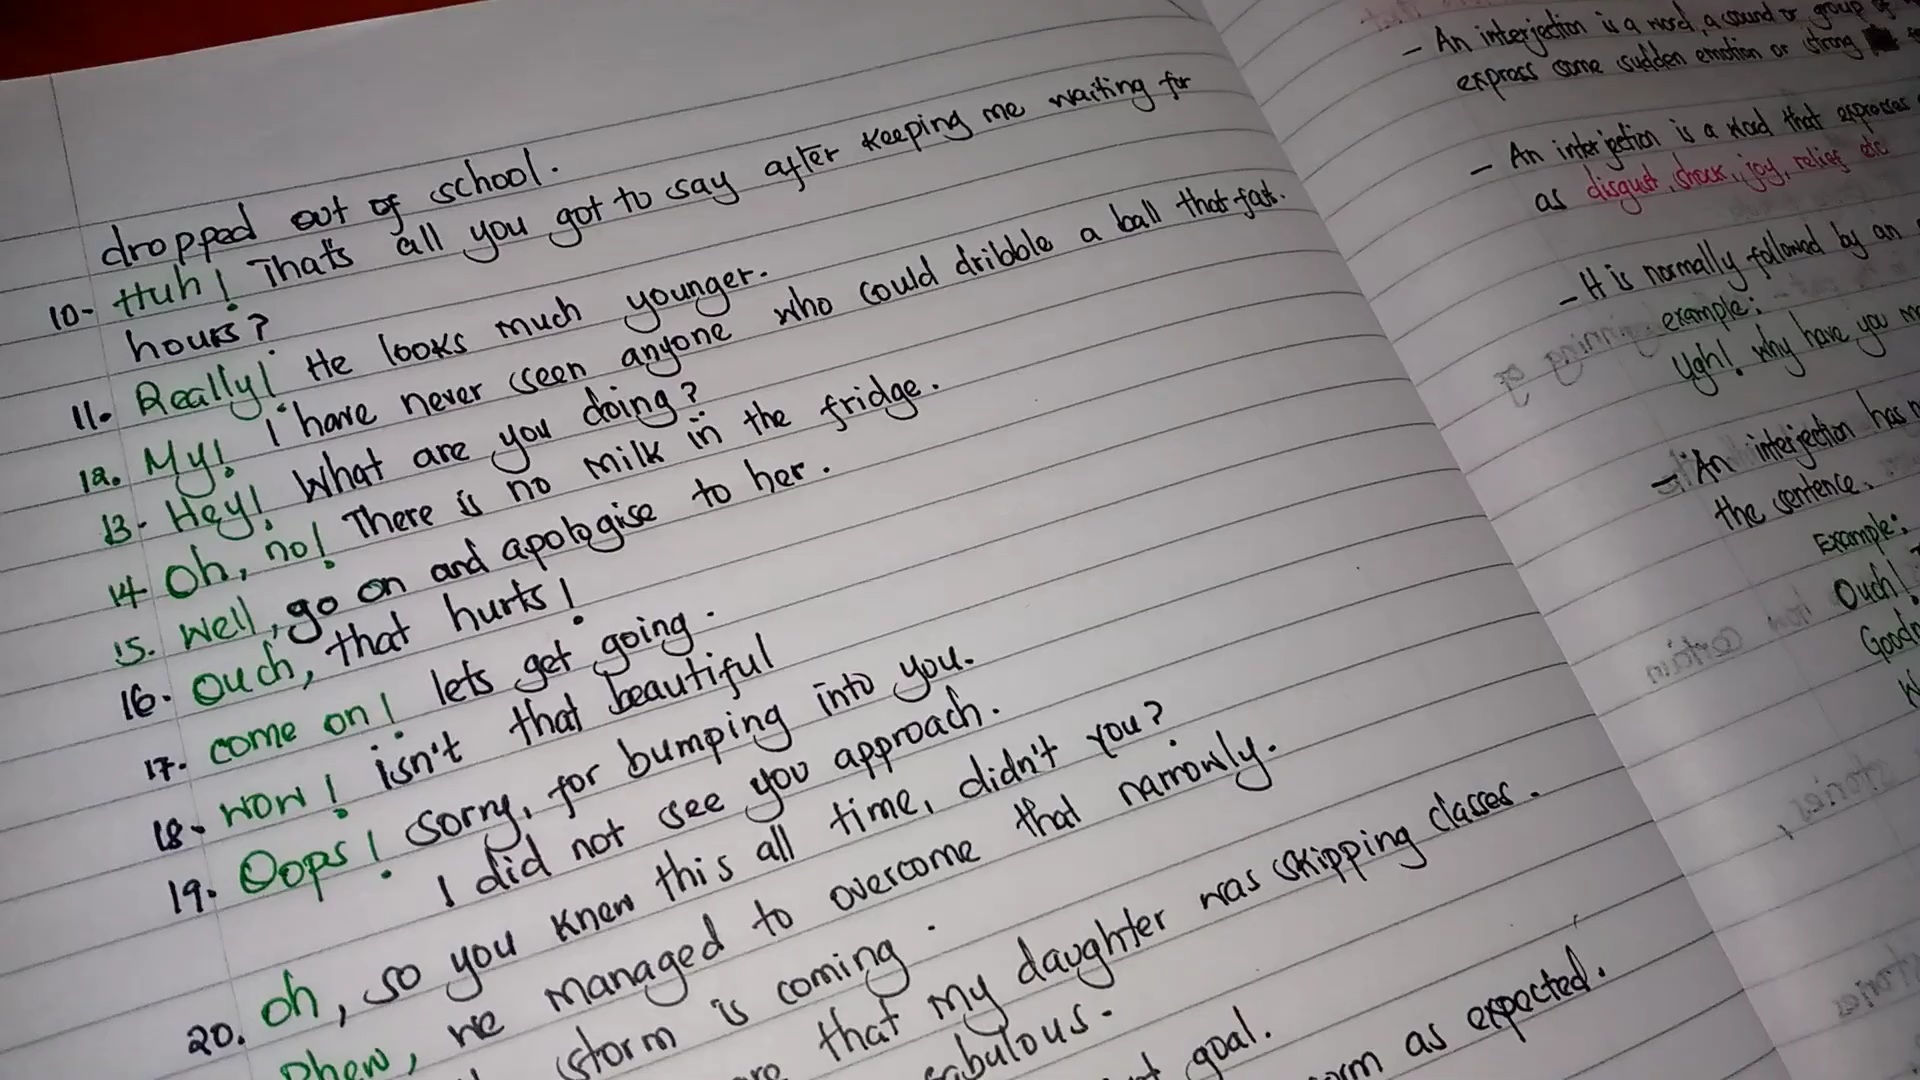 dropped out of school.
10- Huh! Thats all you got to say after keeping me waiting for
hours?
11. Really! He looks much younger.
12. My! I have never seen anyone who could dribble a ball that fast.
13- Hey! What are you doing?
14 Oh, no! There is no milk in the fridge.
15. Well, go on and apologise to her.
16. Ouch, that hurts!
17. come on! lets get going.
18- wow! isn't that beautiful
19. Oops! Sorry, for bumping into you.
I did not see you approach.
20. Oh, so you knew this all time, didn't you?
Phew, we managed to overcome that narrowly.
storm is coming.
that my daughter was skipping classes.
goal.
as expected.
- An interjection is a word, a sound or group of
express some sudden emotion or strong
- An interjection is a word that expresses
as disgust, shock, joy, relief etc
- It is normally followed by an
example:
Ugh! why have you
- An interjection has
the sentence.
Example:
Ouch!